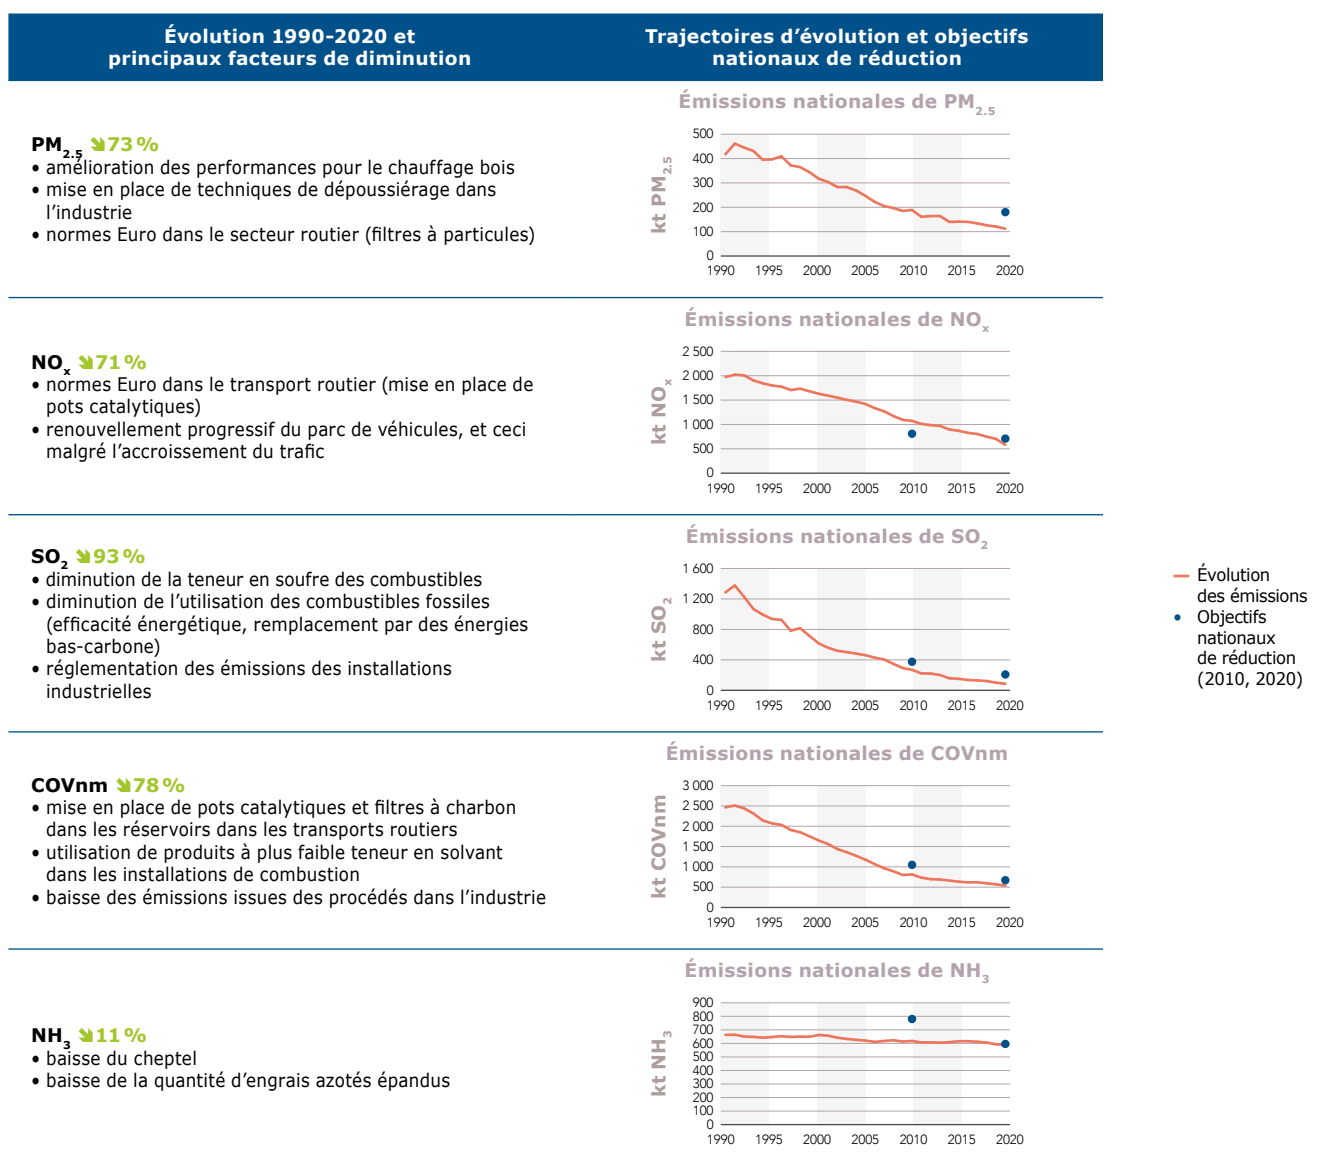 Évolution 1990-2020 et
principaux facteurs de diminution
Trajectoires d’évolution et objectifs
nationaux de réduction
PM2.5 73 %
• amélioration des performances pour le chauffage bois
• mise en place de techniques de dépoussiérage dans
l’industrie
• normes Euro dans le secteur routier (filtres à particules)
Émissions nationales de PM2.5
kt PM2.5
500
400
300
200
100
0
1990 1995 2000 2005 2010 2015 2020
NOx 71 %
• normes Euro dans le transport routier (mise en place de
pots catalytiques)
• renouvellement progressif du parc de véhicules, et ceci
malgré l’accroissement du trafic
Émissions nationales de NOx
kt NOx
2 500
2 000
1 500
1 000
500
0
1990 1995 2000 2005 2010 2015 2020
SO2 93 %
• diminution de la teneur en soufre des combustibles
• diminution de l’utilisation des combustibles fossiles
(efficacité énergétique, remplacement par des énergies
bas-carbone)
• réglementation des émissions des installations
industrielles
Émissions nationales de SO2
kt SO2
1 600
1 200
800
400
0
1990 1995 2000 2005 2010 2015 2020
Évolution
des émissions
Objectifs
nationaux
de réduction
(2010, 2020)
COVnm 78 %
• mise en place de pots catalytiques et filtres à charbon
dans les réservoirs dans les transports routiers
• utilisation de produits à plus faible teneur en solvant
dans les installations de combustion
• baisse des émissions issues des procédés dans l’industrie
Émissions nationales de COVnm
kt COVnm
3 000
2 500
2 000
1 500
1 000
500
0
1990 1995 2000 2005 2010 2015 2020
NH3 11 %
• baisse du cheptel
• baisse de la quantité d’engrais azotés épandus
Émissions nationales de NH3
kt NH3
900
800
700
600
500
400
300
200
100
0
1990 1995 2000 2005 2010 2015 2020